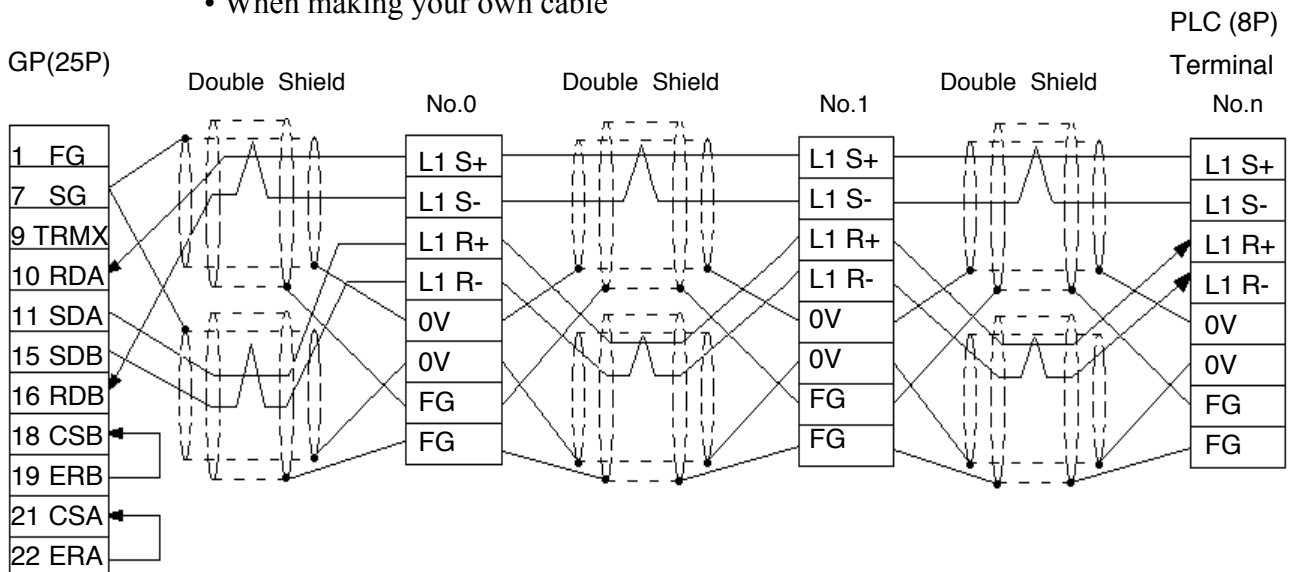 • When making your own cable
PLC (8P)
GP(25P)
Terminal
Double Shield
Double Shield
Double Shield
No.0
No.1
No.n
1 FG
7 SG
9 TRMX
10 RDA
11 SDA
15 SDB
16 RDB
18 CSB
19 ERB
21 CSA
22 ERA
L1 S+
L1 S-
L1 R+
L1 R-
0V
0V
FG
FG
L1 S+
L1 S-
L1 R+
L1 R-
0V
0V
FG
FG
L1 S+
L1 S-
L1 R+
L1 R-
0V
0V
FG
FG